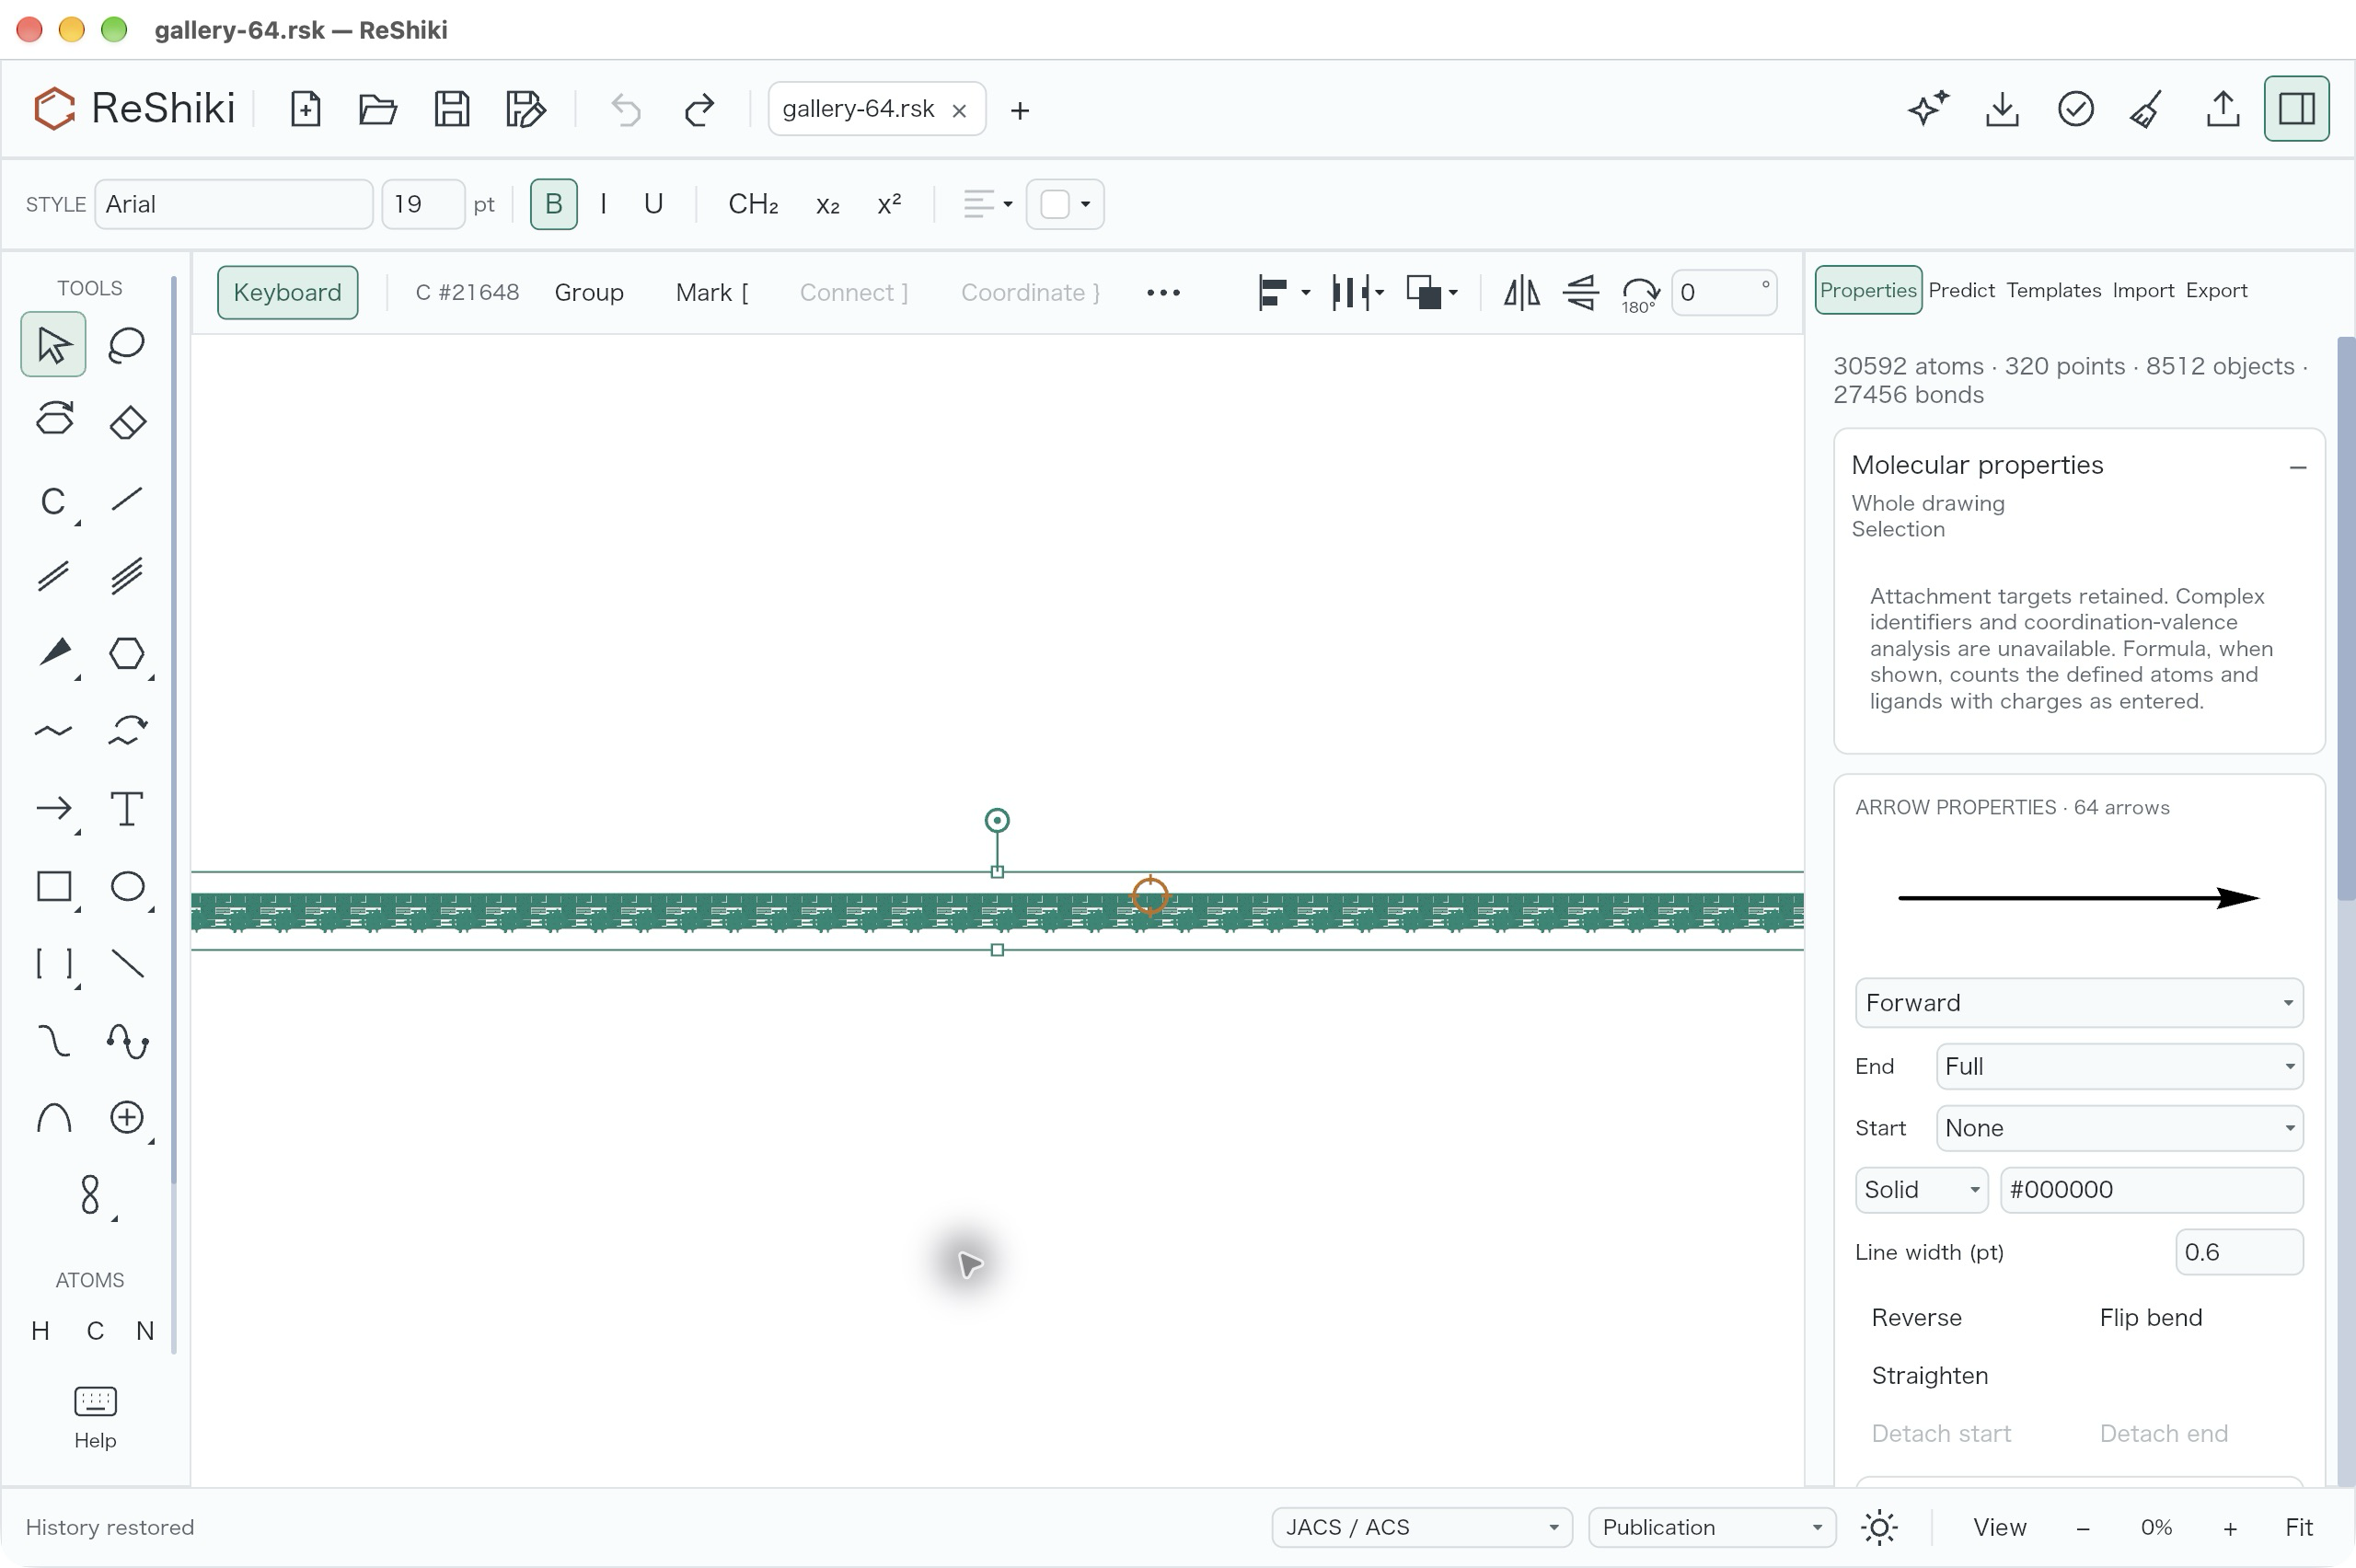 gallery-64.rsk — ReShiki
ReShiki
gallery-64.rsk ×
+
STYLE Arial 19 pt B I U CH₂ x₂ x²
TOOLS
Keyboard C #21648 Group Mark [ Connect ] Coordinate } ••• 180° 0 °
Properties Predict Templates Import Export
30592 atoms · 320 points · 8512 objects ·
27456 bonds
Molecular properties –
Whole drawing
Selection
Attachment targets retained. Complex
identifiers and coordination-valence
analysis are unavailable. Formula, when
shown, counts the defined atoms and
ligands with charges as entered.
ARROW PROPERTIES · 64 arrows
Forward
End Full
Start None
Solid #000000
Line width (pt) 0.6
Reverse Flip bend
Straighten
Detach start Detach end
C
T
[ ]
ATOMS
H C N
Help
History restored
JACS / ACS Publication View – 0% + Fit